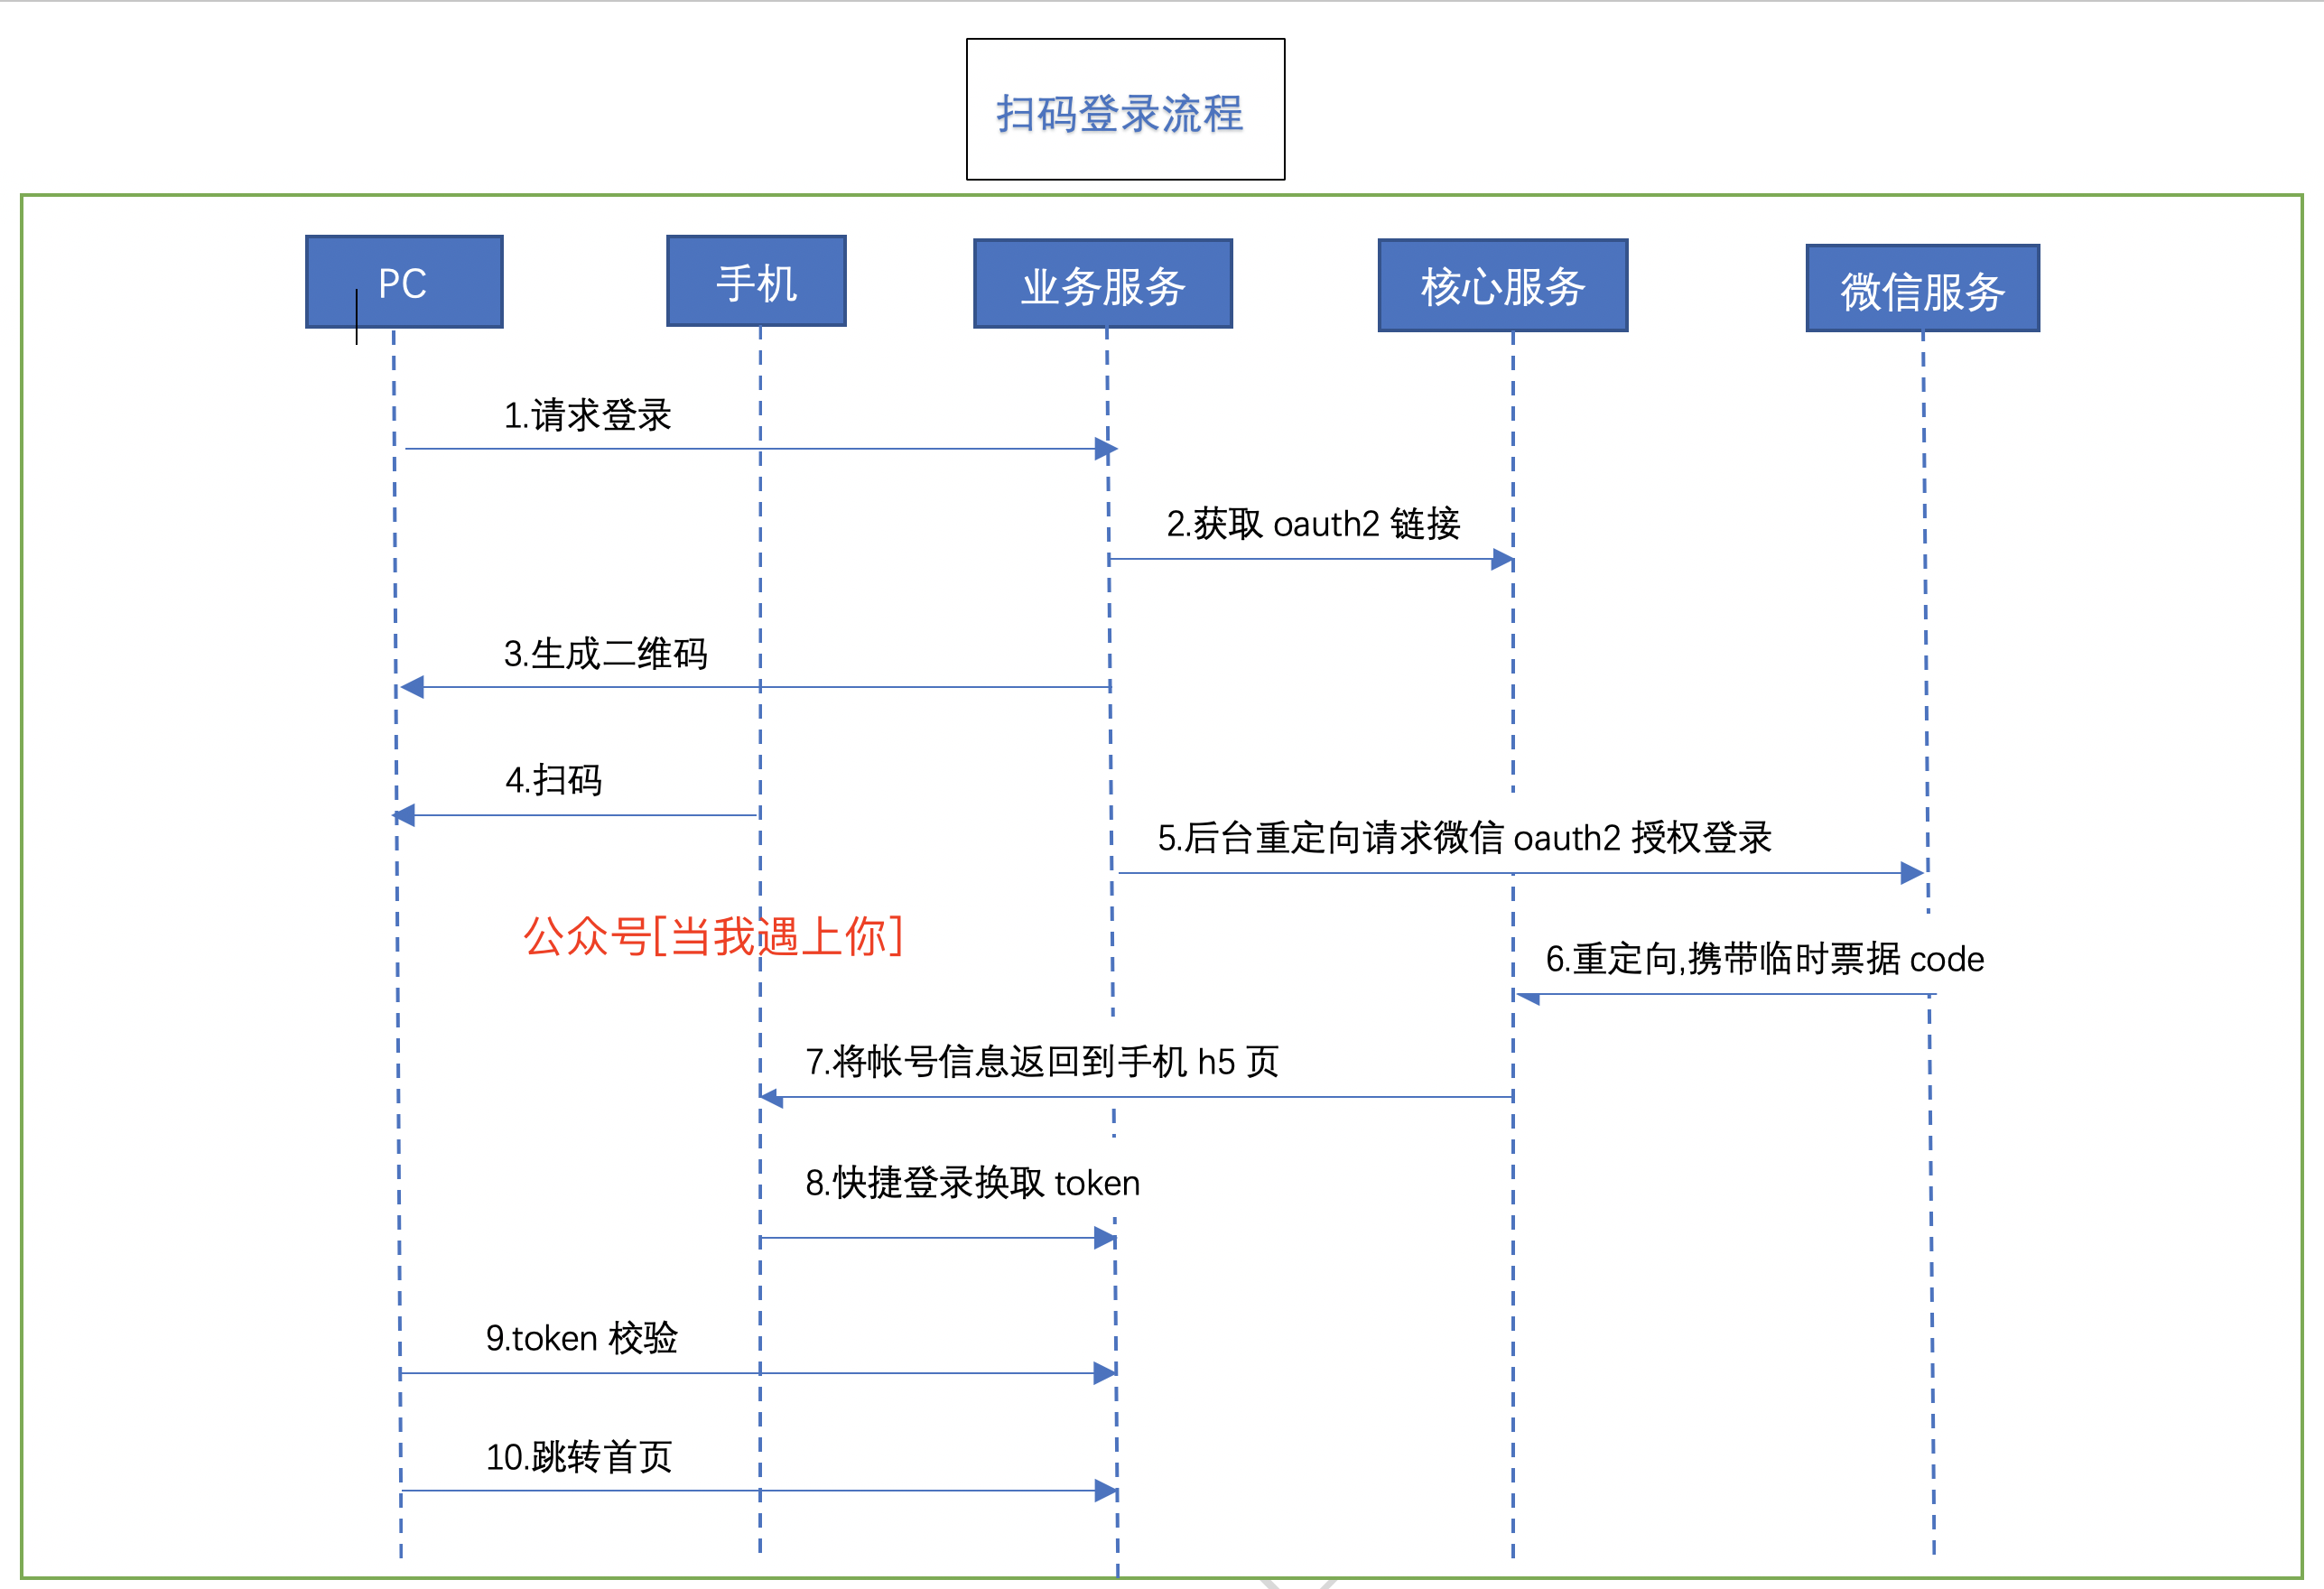 扫码登录流程
PC
手机
业务服务
核心服务
微信服务
1.请求登录
2.获取 oauth2 链接
3.生成二维码
4.扫码
5.后台重定向请求微信 oauth2 授权登录
公众号[当我遇上你]
6.重定向,携带临时票据 code
7.将帐号信息返回到手机 h5 页
8.快捷登录换取 token
9.token 校验
10.跳转首页